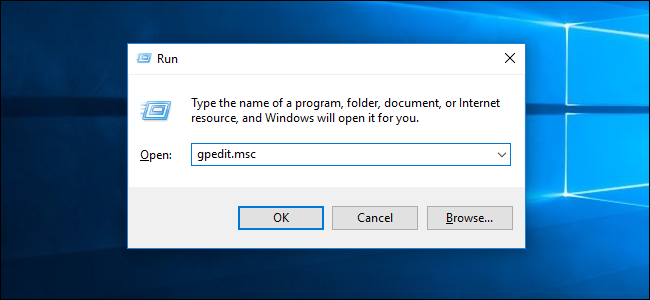 Run
Type the name of a program, folder, document, or Internet
resource, and Windows will open it for you.
Open: gpedit.msc
OK Cancel Browse...